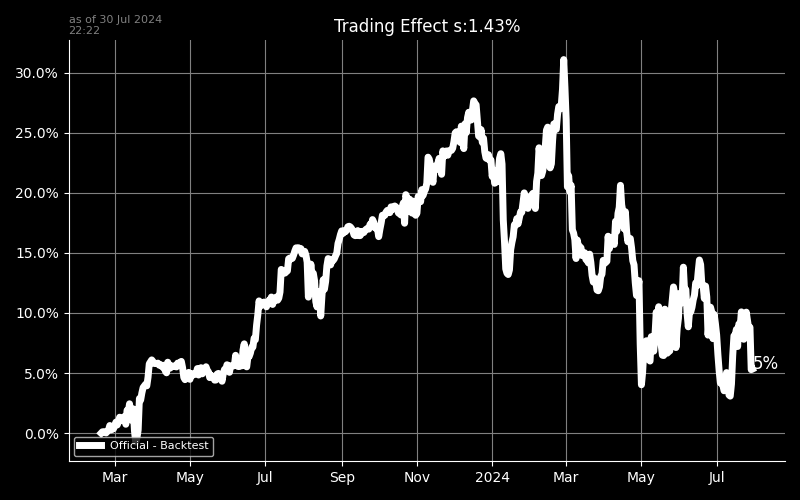 as of 30 Jul 2024
22:22
Trading Effect s:1.43%
30.0%
25.0%
20.0%
15.0%
10.0%
5.0%
0.0%
5%
Official - Backtest
Mar May Jul Sep Nov 2024 Mar May Jul